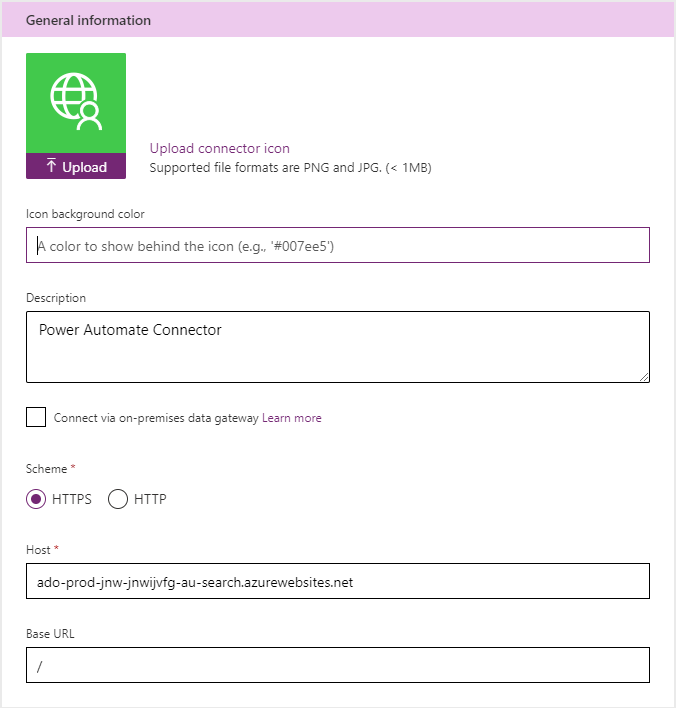 General information
Upload
Upload connector icon
Supported file formats are PNG and JPG. (< 1MB)
Icon background color
A color to show behind the icon (e.g., '#007ee5')
Description
Power Automate Connector
Connect via on-premises data gateway Learn more
Scheme *
HTTPS HTTP
Host *
ado-prod-jnw-jnwijvfg-au-search.azurewebsites.net
Base URL
/